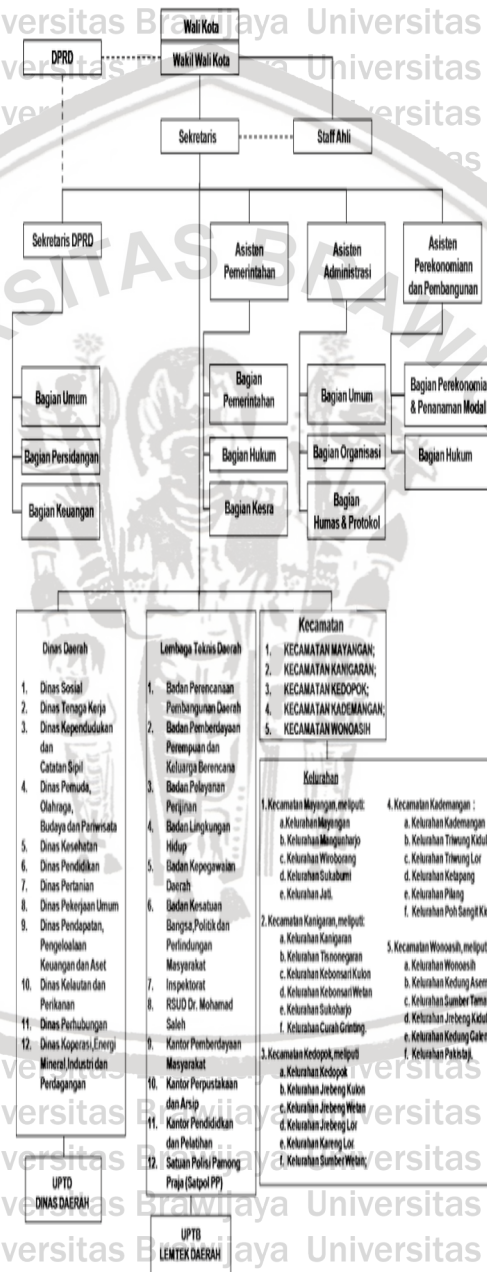 Wali Kota
DPRD
Wakil Wali Kota
Sekretaris
Staff Ahli
Sekretaris DPRD
Asisten
Pemerintahan
Asisten
Administrasi
Asisten
Perekonomiann
dan Pembangunan
Bagian Umum
Bagian Persidangan
Bagian Keuangan
Bagian
Pemerintahan
Bagian Hukum
Bagian Kesra
Bagian Umum
Bagian Organisasi
Bagian
Humas & Protokol
Bagian Perekonomia
& Penanaman Modal
Bagian Hukum
Dinas Daerah
1. Dinas Sosial
2. Dinas Tenaga Kerja
3. Dinas Kependudukan
dan
Catatan Sipil
4. Dinas Pemuda,
Olahraga,
Budaya dan Pariwisata
5. Dinas Kesehatan
6. Dinas Pendidikan
7. Dinas Pertanian
8. Dinas Pekerjaan Umum
9. Dinas Pendapatan,
Pengeloalaan
Keuangan dan Aset
10. Dinas Kelautan dan
Perikanan
11. Dinas Perhubungan
12. Dinas Koperasi,Energi
Mineral,Industri dan
Perdagangan
UPTD
DINAS DAERAH
Lembaga Teknis Daerah
1. Badan Perencanaan
Pembangunan Daerah
2. Badan Pemberdayaan
Perempuan dan
Keluarga Berencana
3. Badan Pelayanan
Perijinan
4. Badan Lingkungan
Hidup
5. Badan Kepegawaian
Daerah
6. Badan Kesatuan
Bangsa,Politik dan
Perlindungan
Masyarakat
7. Inspektorat
8. RSUD Dr. Mohamad
Saleh
9. Kantor Pemberdayaan
Masyarakat
10. Kantor Perpustakaan
dan Arsip
11. Kantor Pendididkan
dan Pelatihan
12. Satuan Polisi Pamong
Praja (Satpol PP)
UPTB
LEMTEK DAERAH
Kecamatan
1. KECAMATAN MAYANGAN;
2. KECAMATAN KANIGARAN;
3. KECAMATAN KEDOPOK;
4. KECAMATAN KADEMANGAN;
5. KECAMATAN WONOASIH
Kelurahan
1. Kecamatan Mayangan, meliputi:
a. Kelurahan Mayangan
b. Kelurahan Mangunharjo
c. Kelurahan Wiroborang
d. Kelurahan Sukabumi
e. Kelurahan Jati.
2. Kecamatan Kanigaran, meliputi:
a. Kelurahan Kanigaran
b. Kelurahan Tisnonegaran
c. Kelurahan Kebonsari Kulon
d. Kelurahan Kebonsari Wetan
e. Kelurahan Sukoharjo
f. Kelurahan Curah Grinting.
3. Kecamatan Kedopok, meliputi
a. Kelurahan Kedopok
b. Kelurahan Jrebeng Kulon
c. Kelurahan Jrebeng Wetan
d. Kelurahan Jrebeng Lor
e. Kelurahan Kareng Lor
f. Kelurahan Sumber Wetan;
4. Kecamatan Kademangan :
a. Kelurahan Kademangan
b. Kelurahan Triwung Kidul
c. Kelurahan Triwung Lor
d. Kelurahan Ketapang
e. Kelurahan Pilang
f. Kelurahan Poh Sangit
5. Kecamatan Wonoasih, meliputi
a. Kelurahan Wonoasih
b. Kelurahan Kedung Asem
c. Kelurahan Sumber Tama
d. Kelurahan Jrebeng Kidul
e. Kelurahan Kedung Galen
f. Kelurahan Pakistaji.
versitas Brawijaya Universitas